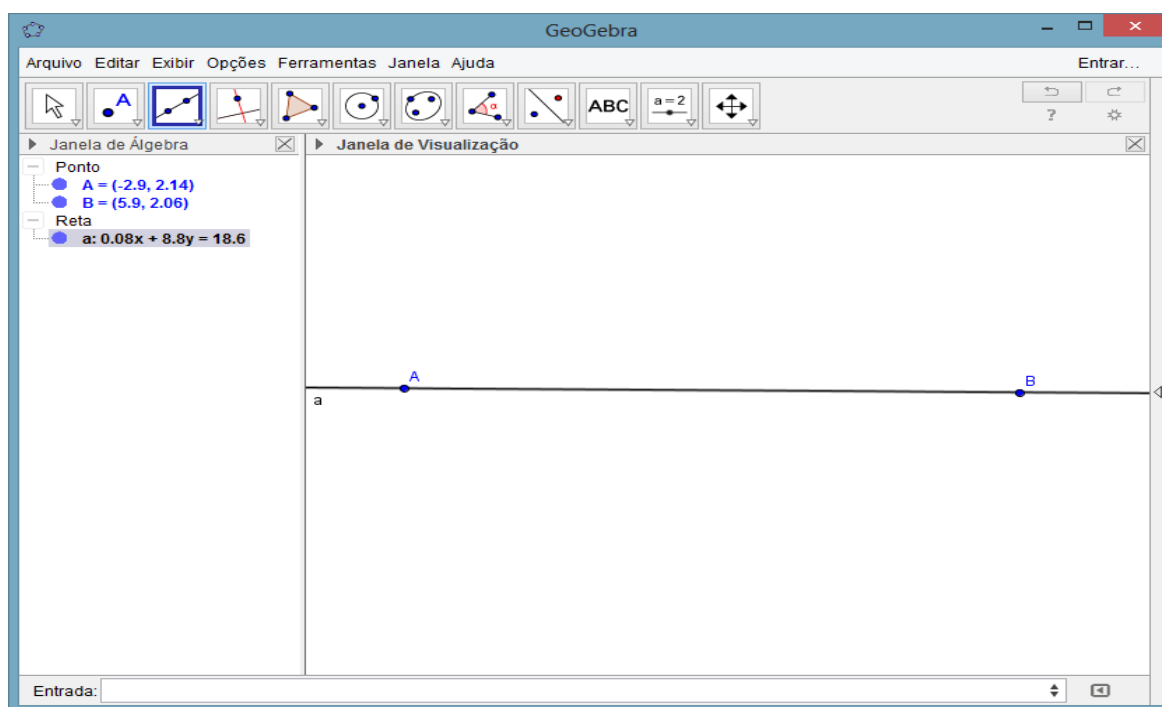 GeoGebra
Arquivo Editar Exibir Opções Ferramentas Janela Ajuda Entrar...
A ABC a=2 ?
Janela de Álgebra
Janela de Visualização
Ponto
A = (-2.9, 2.14)
B = (5.9, 2.06)
Reta
a: 0.08x + 8.8y = 18.6
A
B
a
Entrada: